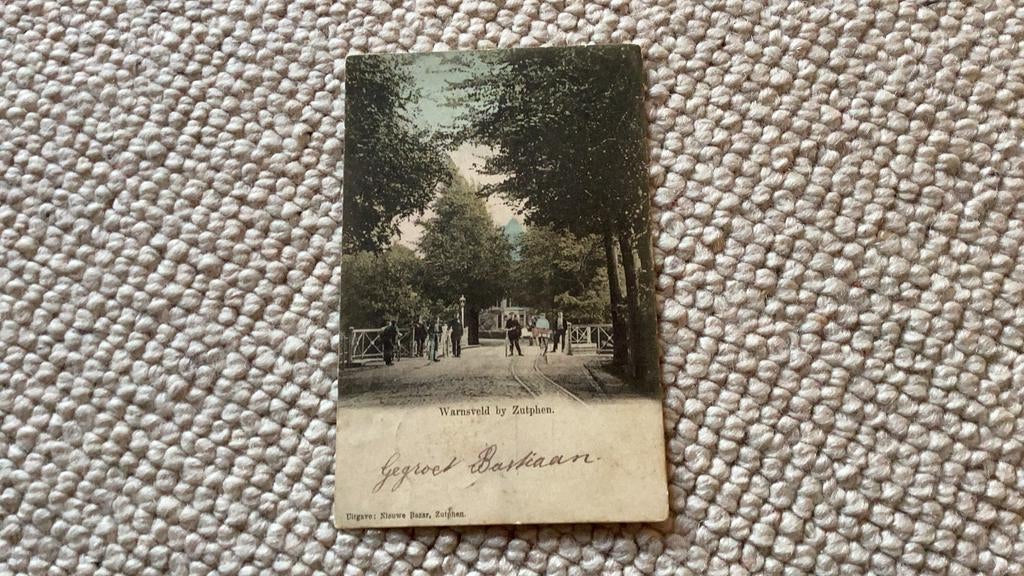 Warnsveld by Zutphen.
Gegroet Bastiaan.
Uitgave: Nieuwe Bazar, Zutphen.